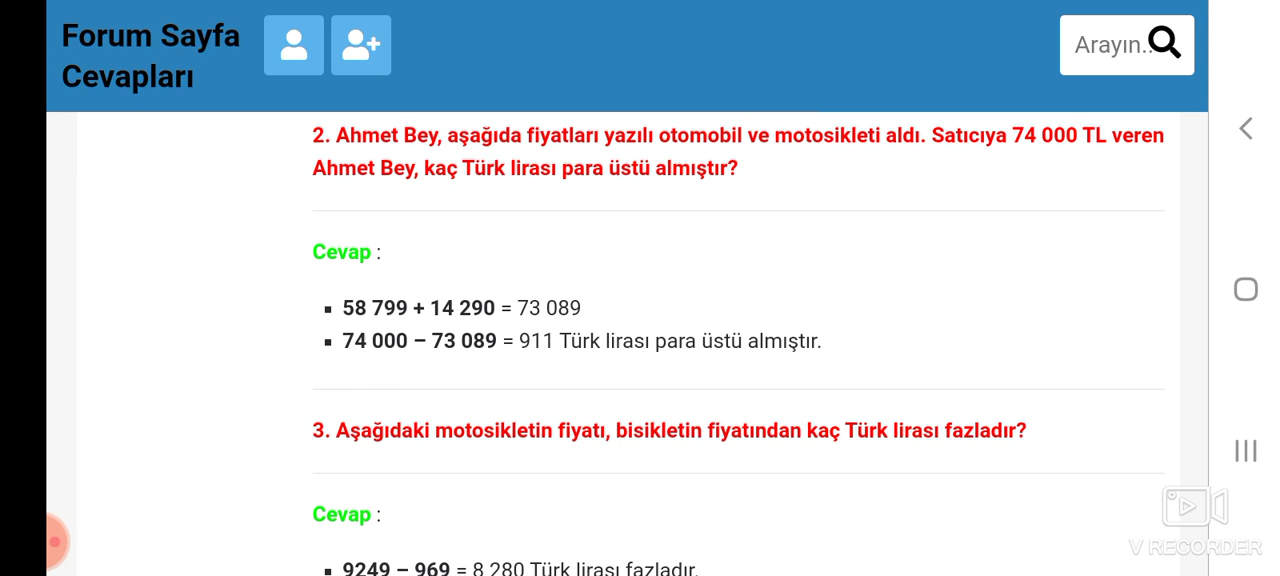 Forum Sayfa
Cevapları
Arayın..
2. Ahmet Bey, aşağıda fiyatları yazılı otomobil ve motosikleti aldı. Satıcıya 74 000 TL veren
Ahmet Bey, kaç Türk lirası para üstü almıştır?
Cevap :
58 799 + 14 290 = 73 089
74 000 – 73 089 = 911 Türk lirası para üstü almıştır.
3. Aşağıdaki motosikletin fiyatı, bisikletin fiyatından kaç Türk lirası fazladır?
Cevap :
9249 – 969 = 8 280 Türk lirası fazladır.
V RECORDER